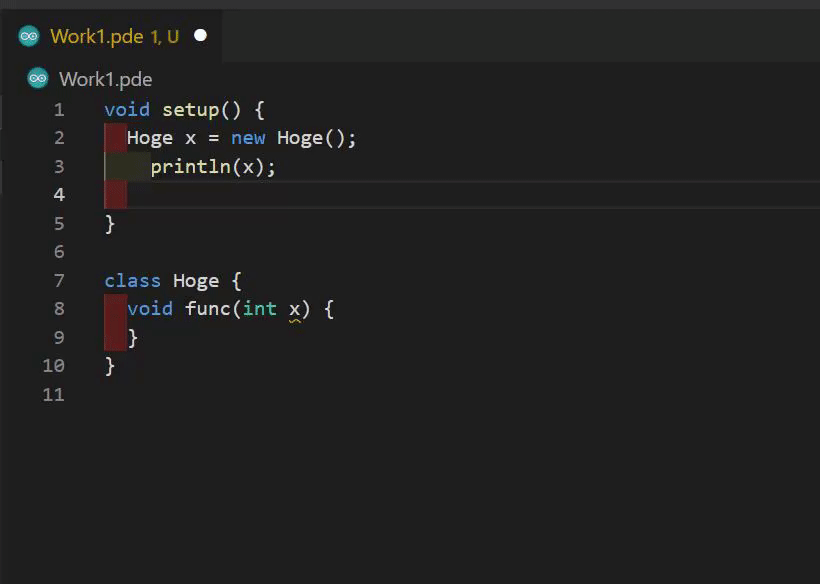 Work1.pde 1, U
Work1.pde
1 void setup() {
2   Hoge x = new Hoge();
3     println(x);
4
5 }
6
7 class Hoge {
8   void func(int x) {
9   }
10 }
11